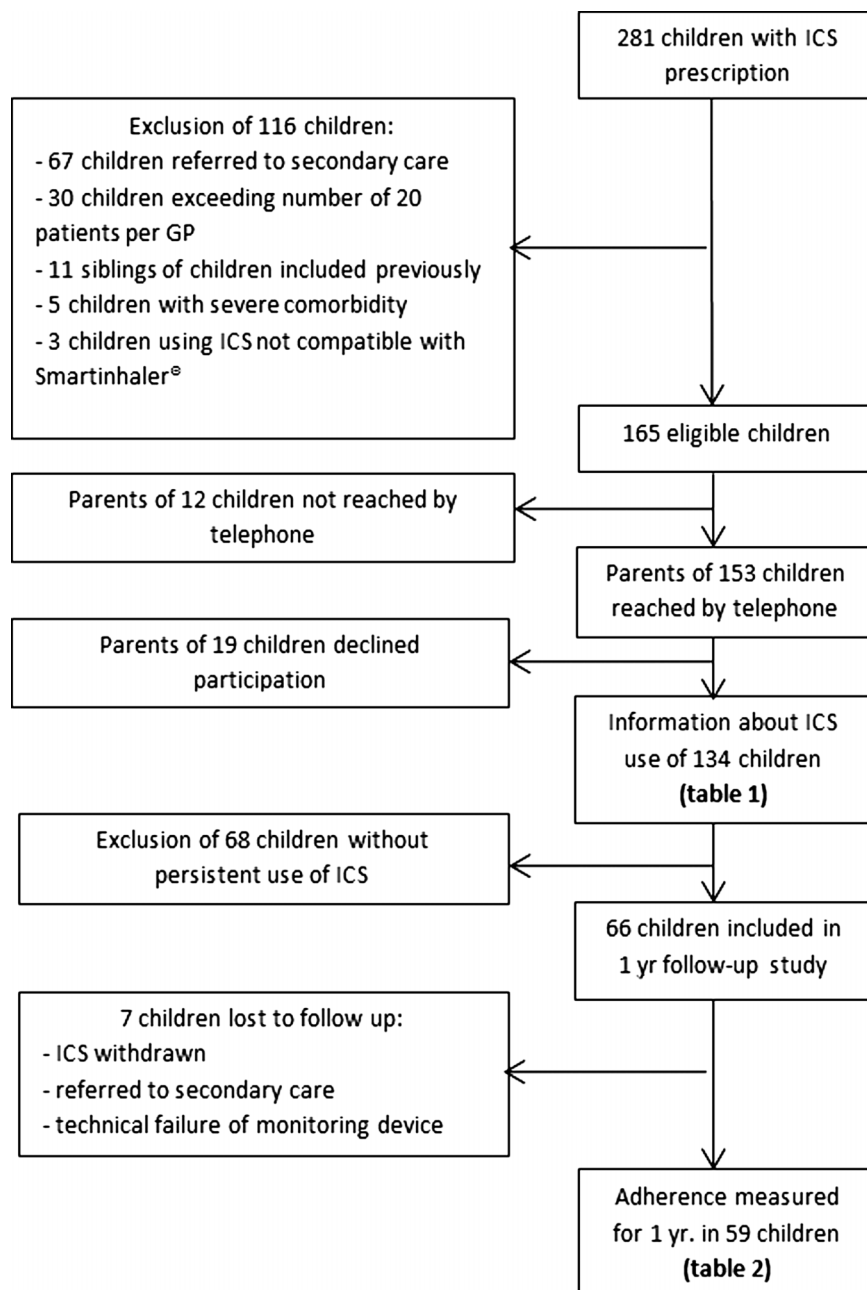 281 children with ICS
prescription
Exclusion of 116 children:
- 67 children referred to secondary care
- 30 children exceeding number of 20
patients per GP
- 11 siblings of children included previously
- 5 children with severe comorbidity
- 3 children using ICS not compatible with
Smartinhaler®
165 eligible children
Parents of 12 children not reached by
telephone
Parents of 153 children
reached by telephone
Parents of 19 children declined
participation
Information about ICS
use of 134 children
(table 1)
Exclusion of 68 children without
persistent use of ICS
66 children included in
1 yr follow-up study
7 children lost to follow up:
- ICS withdrawn
- referred to secondary care
- technical failure of monitoring device
Adherence measured
for 1 yr. in 59 children
(table 2)